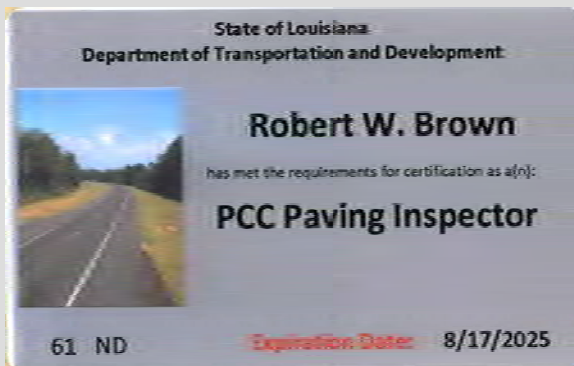 State of Louisiana
Department of Transportation and Development
Robert W. Brown
has met the requirements for certification as a(n):
PCC Paving Inspector
61 ND
Expiration Date: 8/17/2025